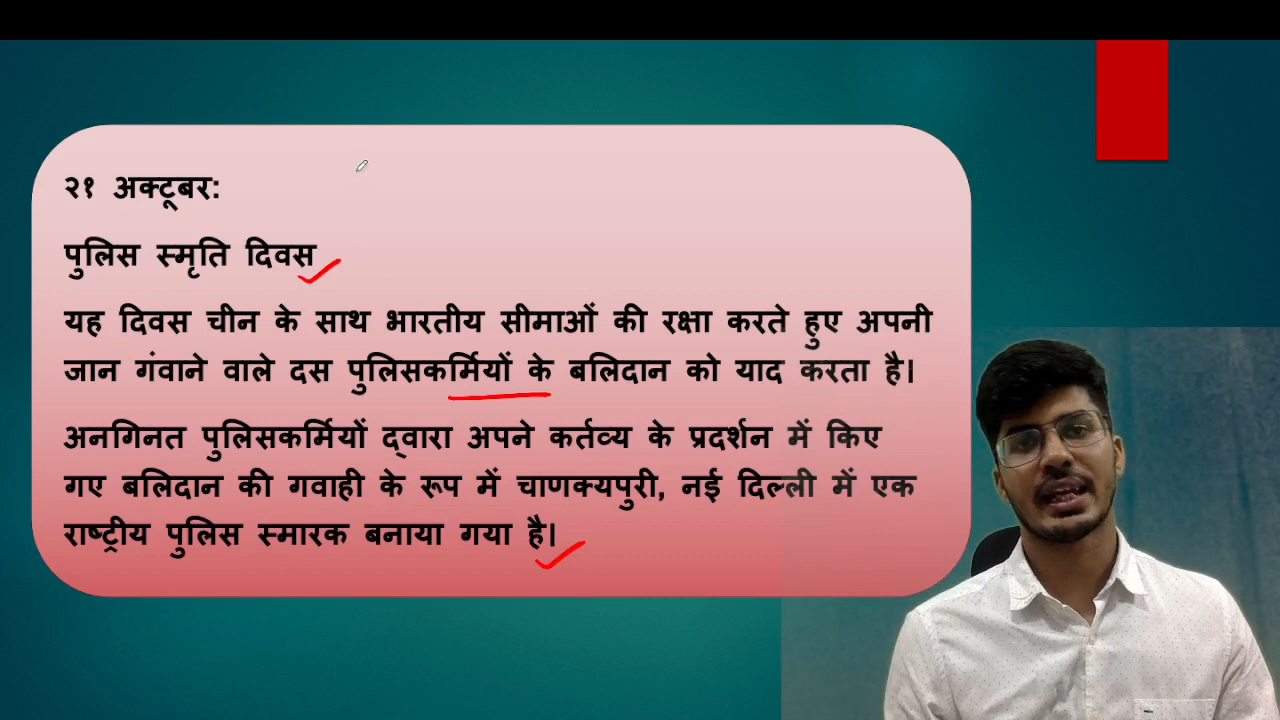 २१ अक्टूबर:
पुलिस स्मृति दिवस
यह दिवस चीन के साथ भारतीय सीमाओं की रक्षा करते हुए अपनी
जान गंवाने वाले दस पुलिसकर्मियों के बलिदान को याद करता है।
अनगिनत पुलिसकर्मियों द्वारा अपने कर्तव्य के प्रदर्शन में किए
गए बलिदान की गवाही के रूप में चाणक्यपुरी, नई दिल्ली में एक
राष्ट्रीय पुलिस स्मारक बनाया गया है।